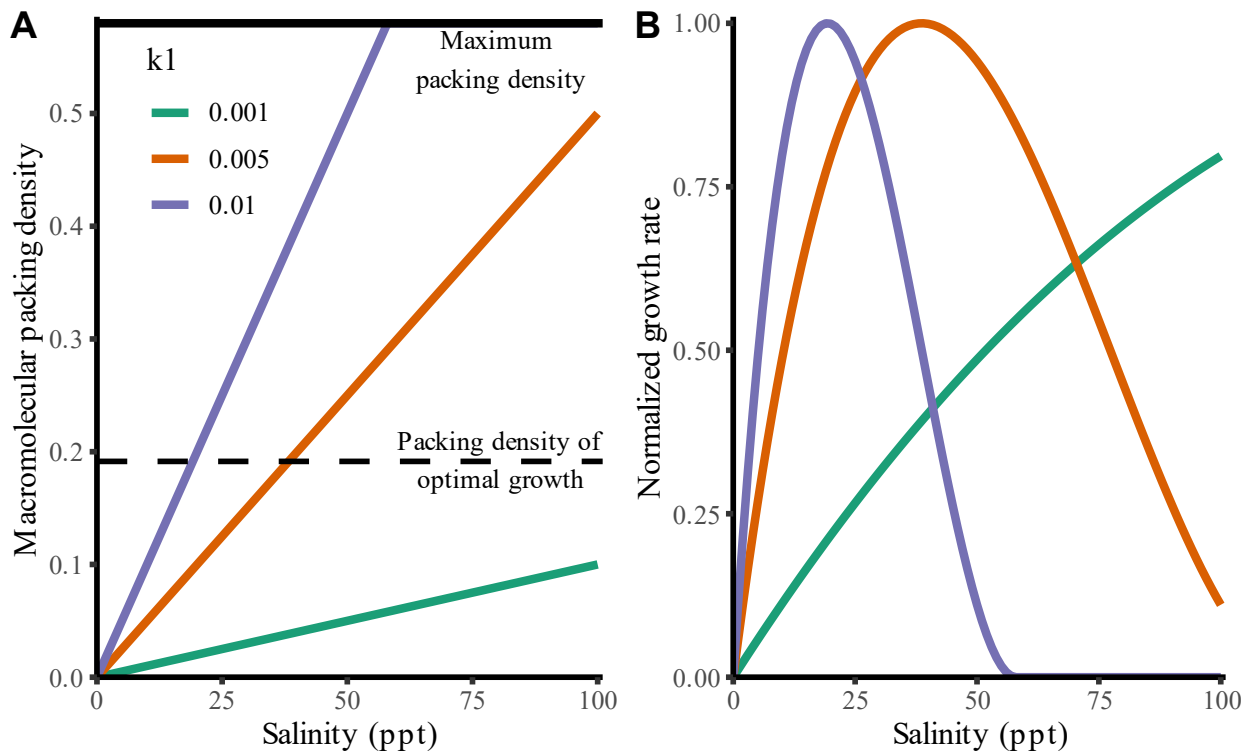 A
Macromolecular packing density
0.5
0.4
0.3
0.2
0.1
0.0
k1
0.001
0.005
0.01
Maximum
packing density
Packing density of
optimal growth
0
25
50
75
100
Salinity (ppt)
B
Normalized growth rate
1.00
0.75
0.50
0.25
0.00
0
25
50
75
100
Salinity (ppt)